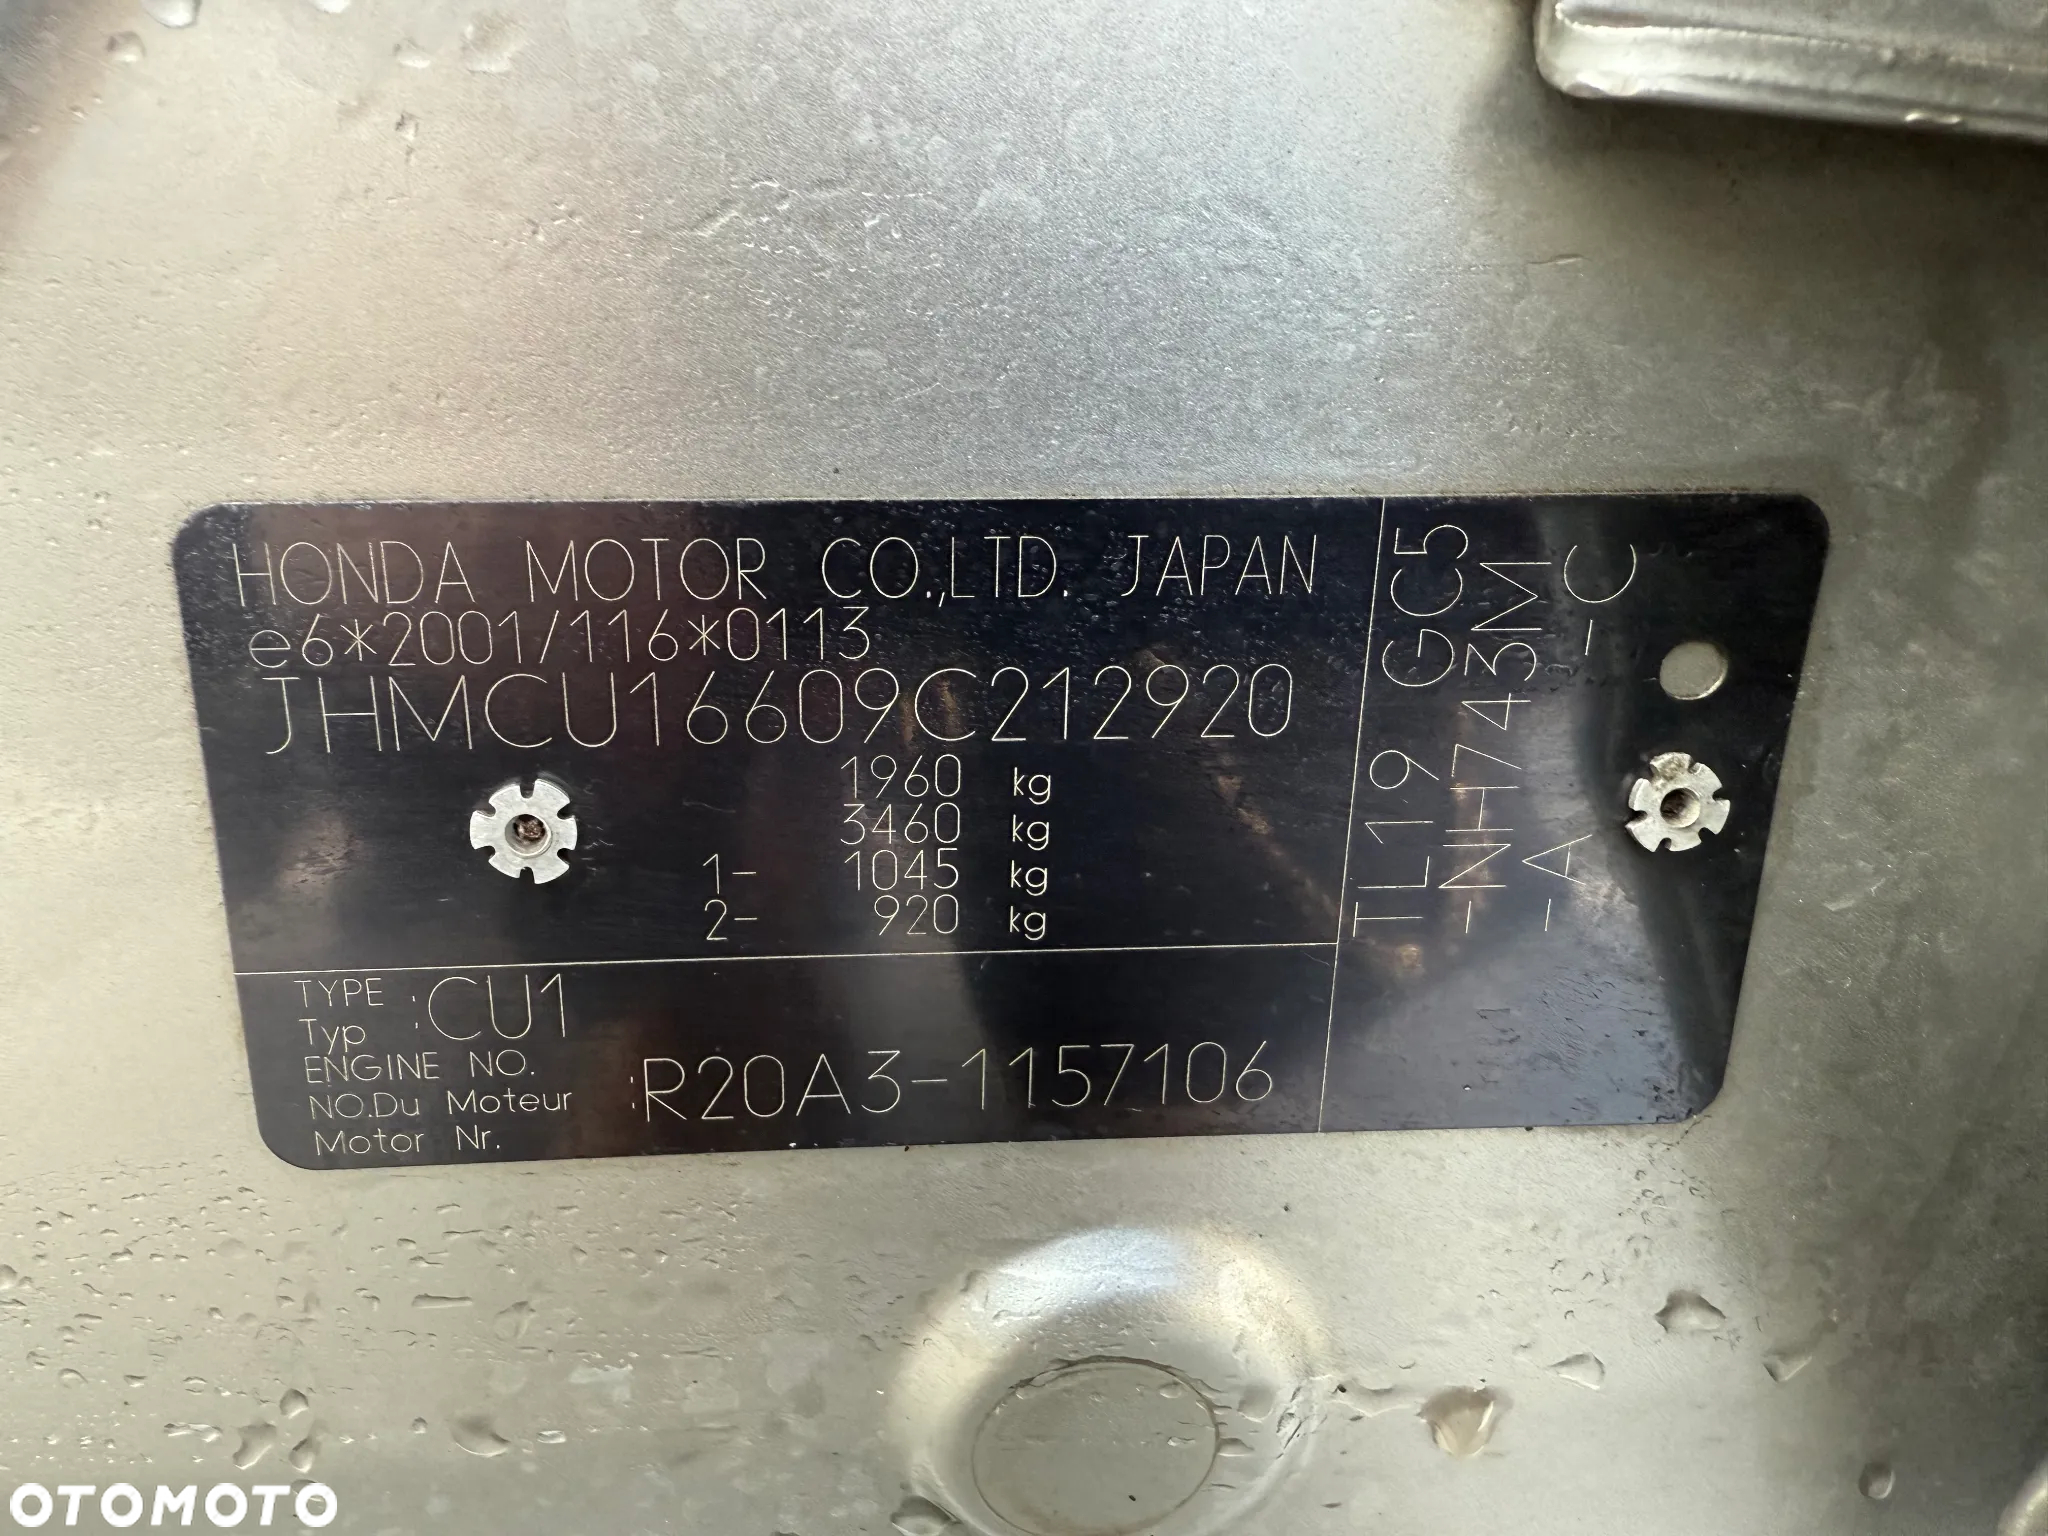 HONDA MOTOR CO.,LTD. JAPAN
e6*2001/116*0113
JHMCU16609C212920
1960 kg
3460 kg
1- 1045 kg
2- 920 kg
TYPE
Typ :CU1
ENGINE NO.
NO.Du Moteur :R20A3-1157106
Motor Nr.
TL19 GC5
-NH743M
-A -C
OTOMOTO